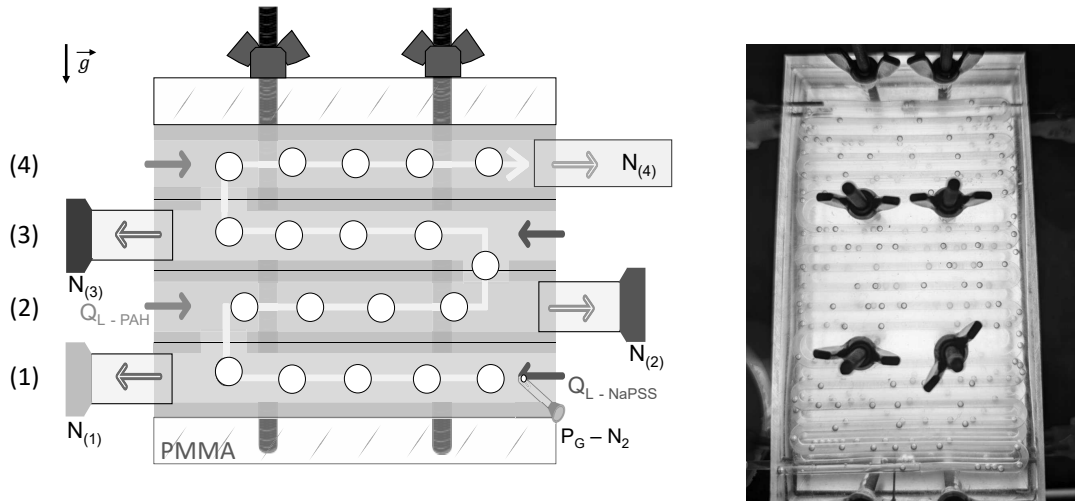 g
(4)
N(4)
(3)
N(3)
QL - PAH
(2)
N(2)
(1)
QL - NaPSS
N(1)
PG – N2
PMMA